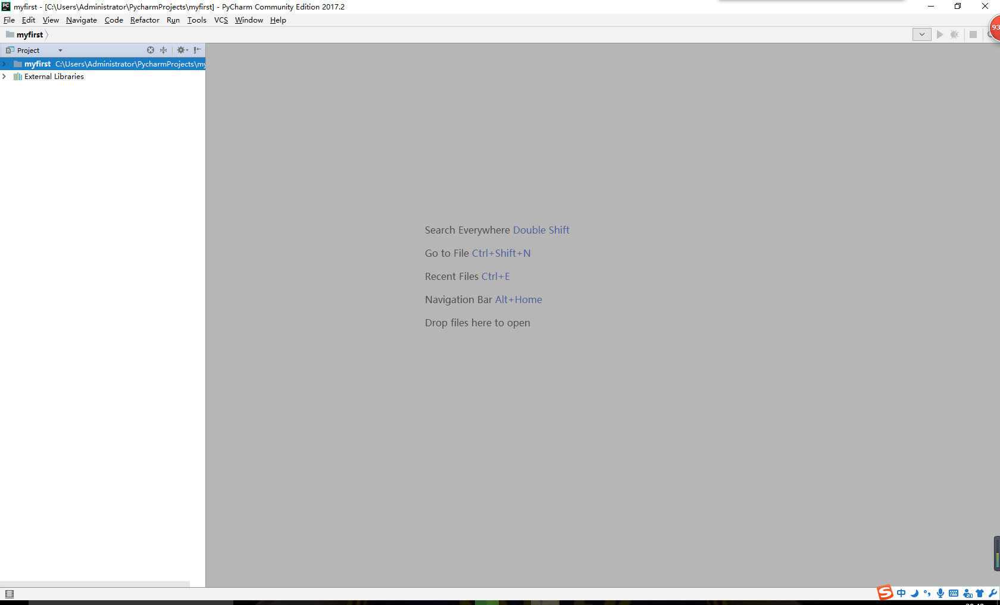 PC myfirst - [C:\Users\Administrator\PycharmProjects\myfirst] - PyCharm Community Edition 2017.2
File Edit View Navigate Code Refactor Run Tools VCS Window Help
myfirst
93
Project
myfirst C:\Users\Administrator\PycharmProjects\my
External Libraries
Search Everywhere Double Shift
Go to File Ctrl+Shift+N
Recent Files Ctrl+E
Navigation Bar Alt+Home
Drop files here to open
S 中